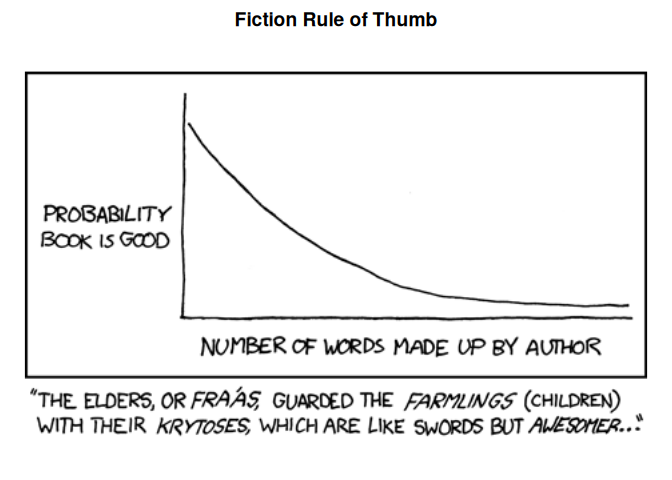 Fiction Rule of Thumb
PROBABILITY
BOOK IS GOOD
NUMBER OF WORDS MADE UP BY AUTHOR
"THE ELDERS, OR FRAÁS, GUARDED THE FARMLINGS (CHILDREN)
WITH THEIR KRYTOSES, WHICH ARE LIKE SWORDS BUT AWESOMER..."